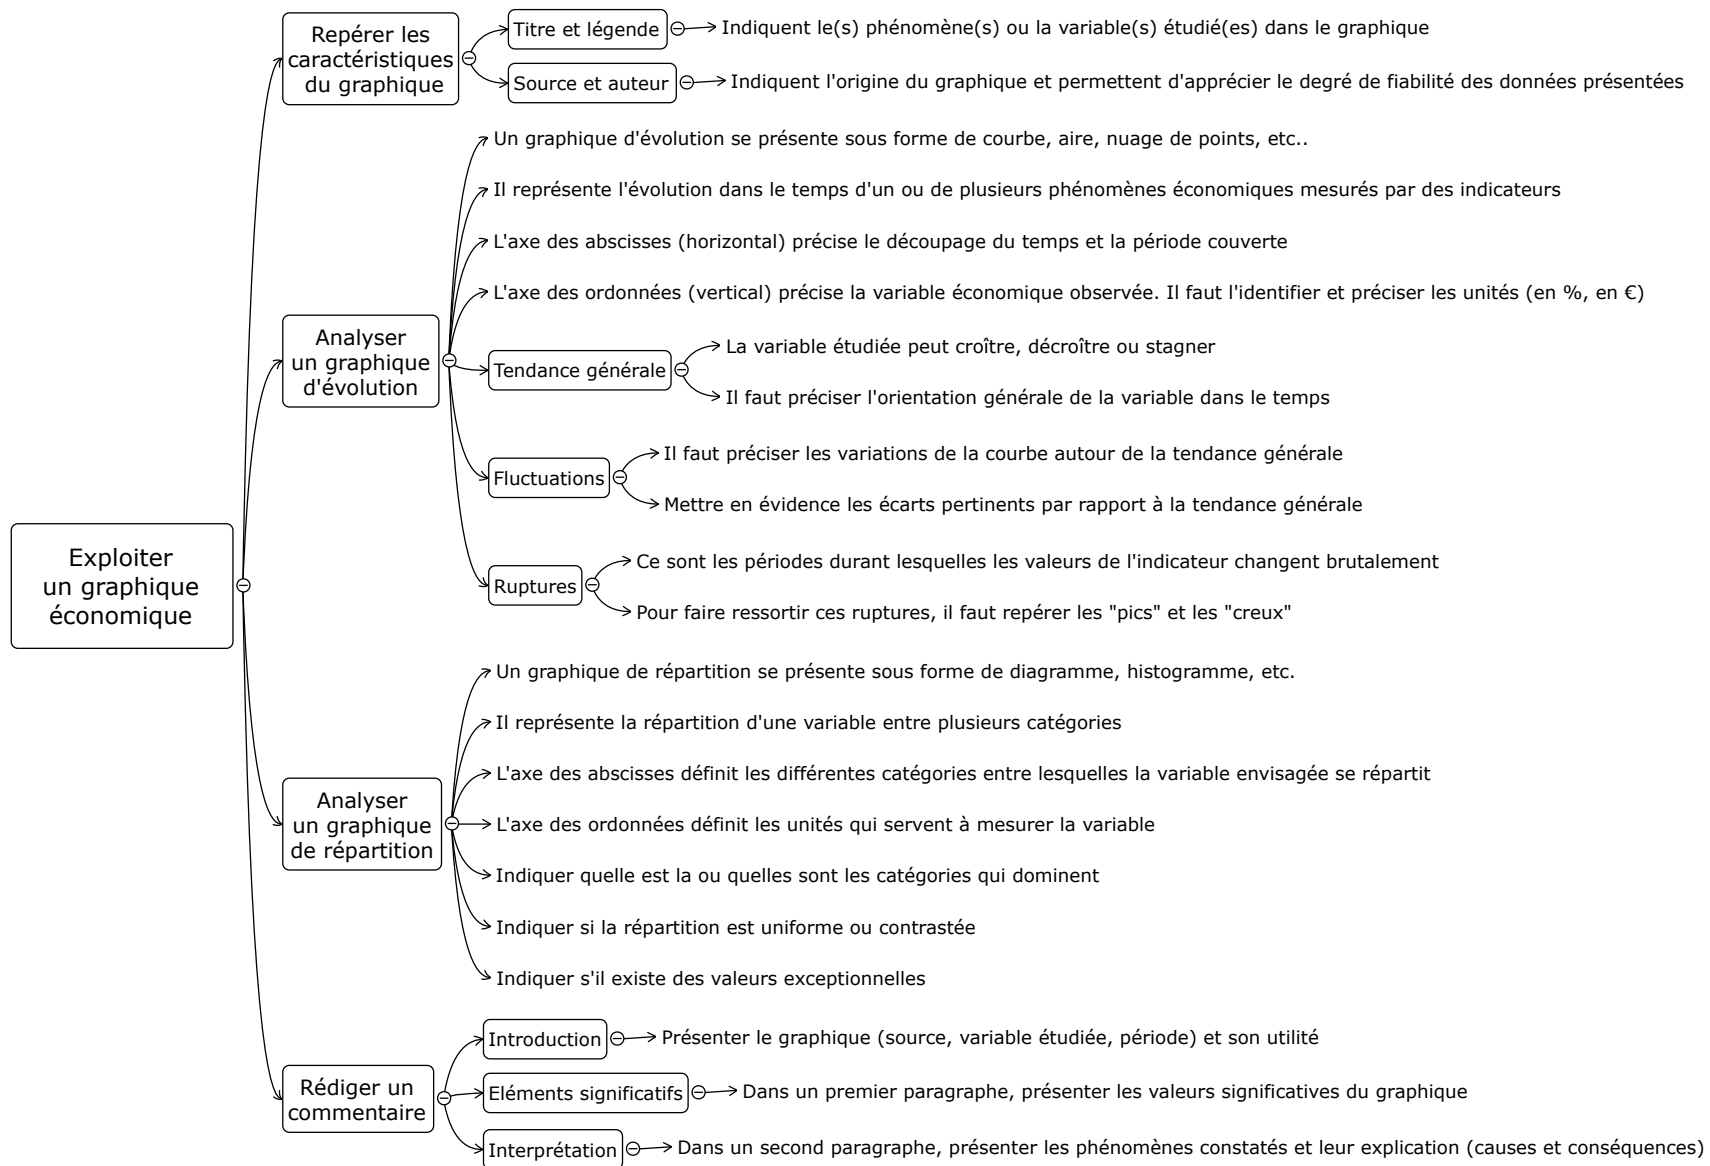 Exploiter
un graphique
économique
Repérer les
caractéristiques
du graphique
Titre et légende
Indiquent le(s) phénomène(s) ou la variable(s) étudié(es) dans le graphique
Source et auteur
Indiquent l'origine du graphique et permettent d'apprécier le degré de fiabilité des données présentées
Analyser
un graphique
d'évolution
Un graphique d'évolution se présente sous forme de courbe, aire, nuage de points, etc..
Il représente l'évolution dans le temps d'un ou de plusieurs phénomènes économiques mesurés par des indicateurs
L'axe des abscisses (horizontal) précise le découpage du temps et la période couverte
L'axe des ordonnées (vertical) précise la variable économique observée. Il faut l'identifier et préciser les unités (en %, en €)
Tendance générale
La variable étudiée peut croître, décroître ou stagner
Il faut préciser l'orientation générale de la variable dans le temps
Fluctuations
Il faut préciser les variations de la courbe autour de la tendance générale
Mettre en évidence les écarts pertinents par rapport à la tendance générale
Ruptures
Ce sont les périodes durant lesquelles les valeurs de l'indicateur changent brutalement
Pour faire ressortir ces ruptures, il faut repérer les "pics" et les "creux"
Analyser
un graphique
de répartition
Un graphique de répartition se présente sous forme de diagramme, histogramme, etc.
Il représente la répartition d'une variable entre plusieurs catégories
L'axe des abscisses définit les différentes catégories entre lesquelles la variable envisagée se répartit
L'axe des ordonnées définit les unités qui servent à mesurer la variable
Indiquer quelle est la ou quelles sont les catégories qui dominent
Indiquer si la répartition est uniforme ou contrastée
Indiquer s'il existe des valeurs exceptionnelles
Rédiger un
commentaire
Introduction
Présenter le graphique (source, variable étudiée, période) et son utilité
Eléments significatifs
Dans un premier paragraphe, présenter les valeurs significatives du graphique
Interprétation
Dans un second paragraphe, présenter les phénomènes constatés et leur explication (causes et conséquences)